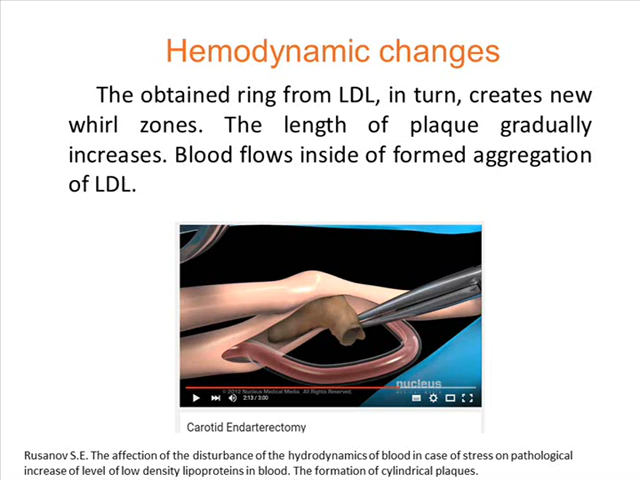 Hemodynamic changes
The obtained ring from LDL, in turn, creates new
whirl zones. The length of plaque gradually
increases. Blood flows inside of formed aggregation
of LDL.
nucleus
MEDICAL MEDIA
© 2012 Nucleus Medical Media. All Rights Reserved.
2:13 / 3:00
Carotid Endarterectomy
Rusanov S.E. The affection of the disturbance of the hydrodynamics of blood in case of stress on pathological
increase of level of low density lipoproteins in blood. The formation of cylindrical plaques.